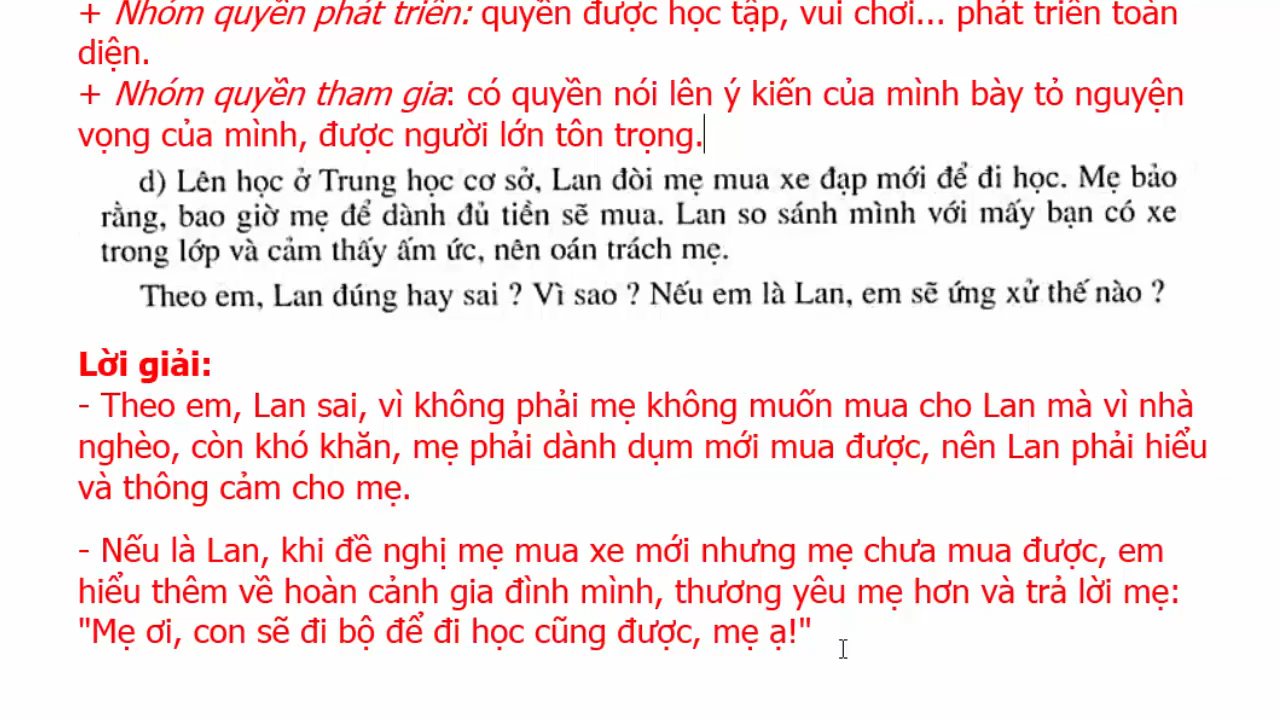 + Nhóm quyền phát triển: quyền được học tập, vui chơi... phát triển toàn
diện.
+ Nhóm quyền tham gia: có quyền nói lên ý kiến của mình bày tỏ nguyện
vọng của mình, được người lớn tôn trọng.
d) Lên học ở Trung học cơ sở, Lan đòi mẹ mua xe đạp mới để đi học. Mẹ bảo
rằng, bao giờ mẹ để dành đủ tiền sẽ mua. Lan so sánh mình với mấy bạn có xe
trong lớp và cảm thấy ấm ức, nên oán trách mẹ.
Theo em, Lan đúng hay sai ? Vì sao ? Nếu em là Lan, em sẽ ứng xử thế nào ?
Lời giải:
- Theo em, Lan sai, vì không phải mẹ không muốn mua cho Lan mà vì nhà
nghèo, còn khó khăn, mẹ phải dành dụm mới mua được, nên Lan phải hiểu
và thông cảm cho mẹ.
- Nếu là Lan, khi đề nghị mẹ mua xe mới nhưng mẹ chưa mua được, em
hiểu thêm về hoàn cảnh gia đình mình, thương yêu mẹ hơn và trả lời mẹ:
"Mẹ ơi, con sẽ đi bộ để đi học cũng được, mẹ ạ!"